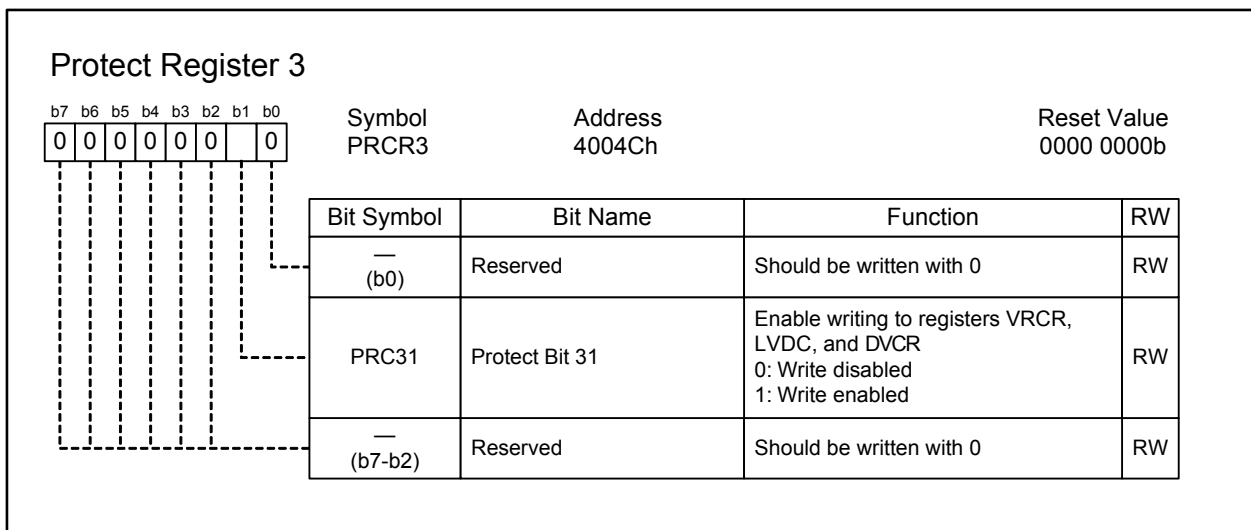 Protect Register 3
b7 b6 b5 b4 b3 b2 b1 b0
0 0 0 0 0 0 0
Symbol Address Reset Value
PRCR3 4004Ch 0000 0000b
Bit Symbol Bit Name Function RW
—
(b0) Reserved Should be written with 0 RW
PRC31 Protect Bit 31 Enable writing to registers VRCR,
LVDC, and DVCR
0: Write disabled
1: Write enabled RW
—
(b7-b2) Reserved Should be written with 0 RW